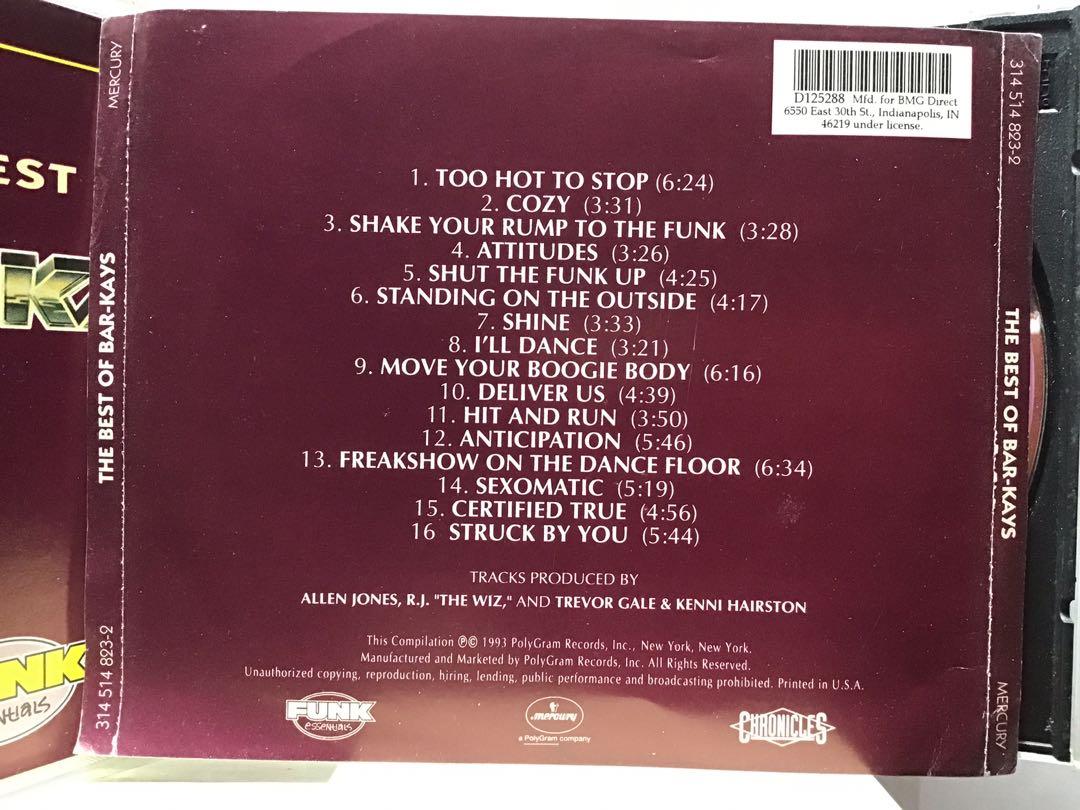 MERCURY
EST
THE BEST OF BAR-KAYS
314 514 823-2
D125288 Mfd. for BMG Direct
6550 East 30th St., Indianapolis, IN
46219 under license.
1. TOO HOT TO STOP (6:24)
2. COZY (3:31)
3. SHAKE YOUR RUMP TO THE FUNK (3:28)
4. ATTITUDES (3:26)
5. SHUT THE FUNK UP (4:25)
6. STANDING ON THE OUTSIDE (4:17)
7. SHINE (3:33)
8. I'LL DANCE (3:21)
9. MOVE YOUR BOOGIE BODY (6:16)
10. DELIVER US (4:39)
11. HIT AND RUN (3:50)
12. ANTICIPATION (5:46)
13. FREAKSHOW ON THE DANCE FLOOR (6:34)
14. SEXOMATIC (5:19)
15. CERTIFIED TRUE (4:56)
16 STRUCK BY YOU (5:44)
TRACKS PRODUCED BY
ALLEN JONES, R.J. "THE WIZ," AND TREVOR GALE & KENNI HAIRSTON
This Compilation ℗© 1993 PolyGram Records, Inc., New York, New York.
Manufactured and Marketed by PolyGram Records, Inc. All Rights Reserved.
Unauthorized copying, reproduction, hiring, lending, public performance and broadcasting prohibited. Printed in U.S.A.
FUNK
essentials
mercury
a PolyGram company
CHRONICLES
314 514 823-2
THE BEST OF BAR-KAYS
MERCURY